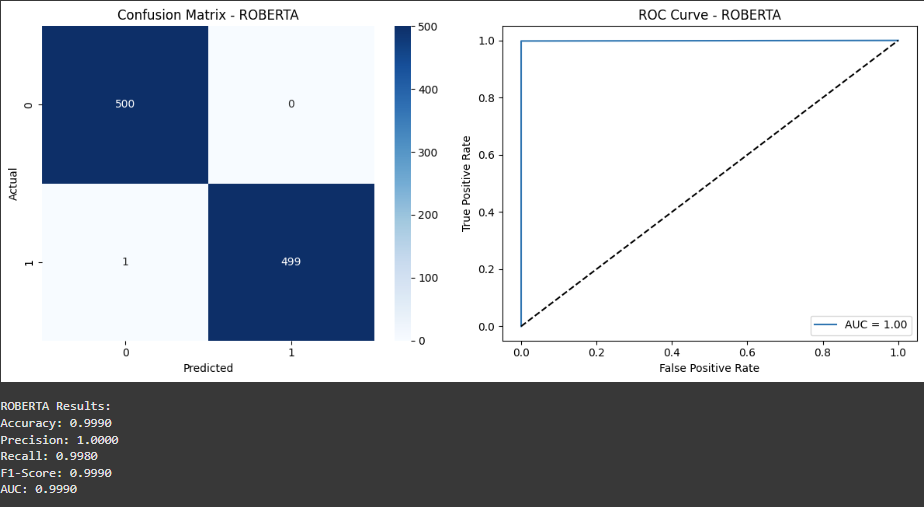 Confusion Matrix - ROBERTA
500
0
1
499
0
1
Actual
0
1
Predicted
500
400
300
200
100
0
ROC Curve - ROBERTA
1.0
0.8
0.6
0.4
0.2
0.0
True Positive Rate
0.0
0.2
0.4
0.6
0.8
1.0
False Positive Rate
AUC = 1.00
ROBERTA Results:
Accuracy: 0.9990
Precision: 1.0000
Recall: 0.9980
F1-Score: 0.9990
AUC: 0.9990